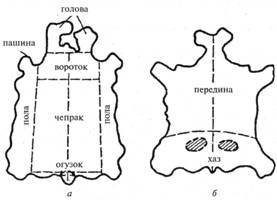 голова
пашина
вороток
пола
чепрак
пола
огузок
а
передина
хаз
б